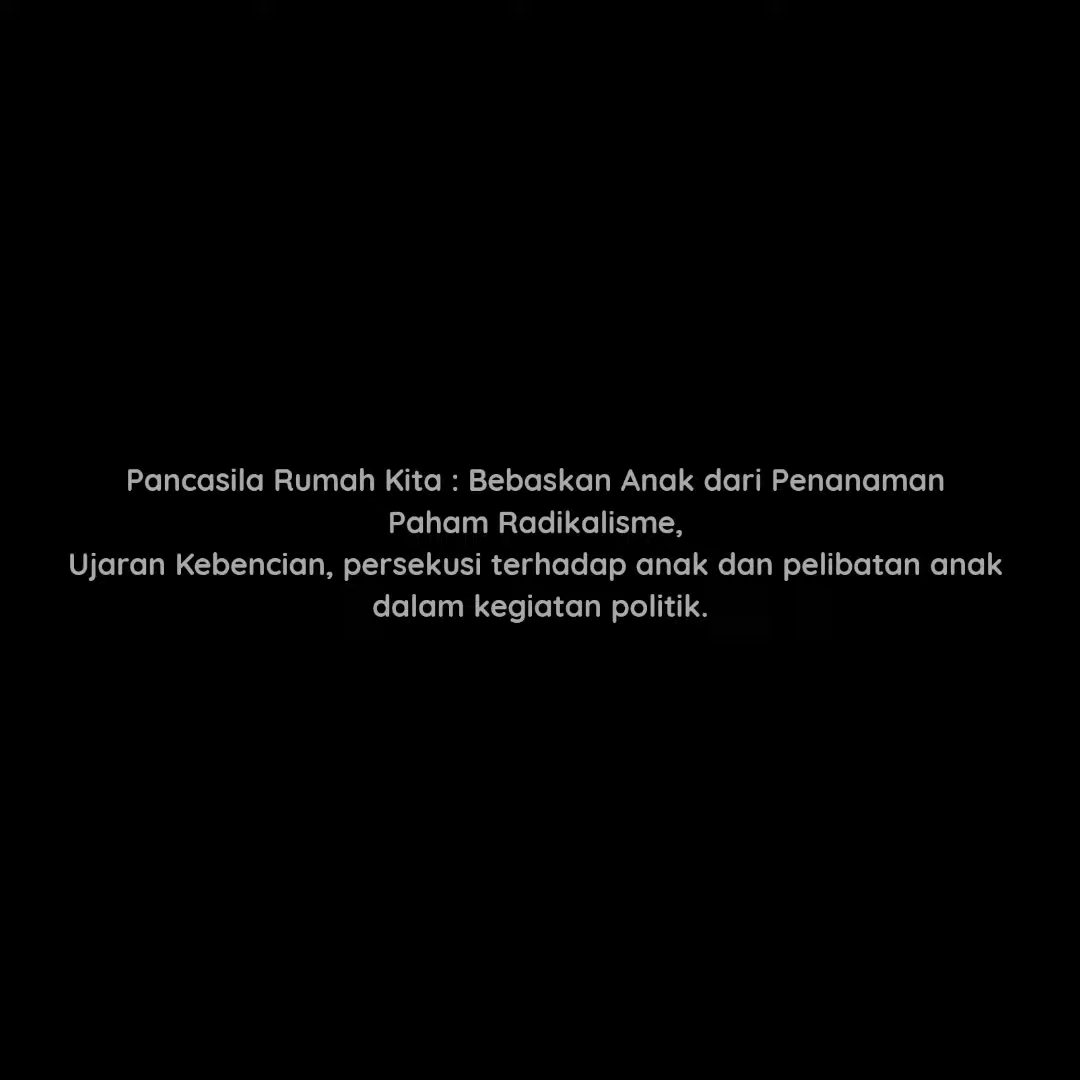 Pancasila Rumah Kita : Bebaskan Anak dari Penanaman
Paham Radikalisme,
Ujaran Kebencian, persekusi terhadap anak dan pelibatan anak
dalam kegiatan politik.